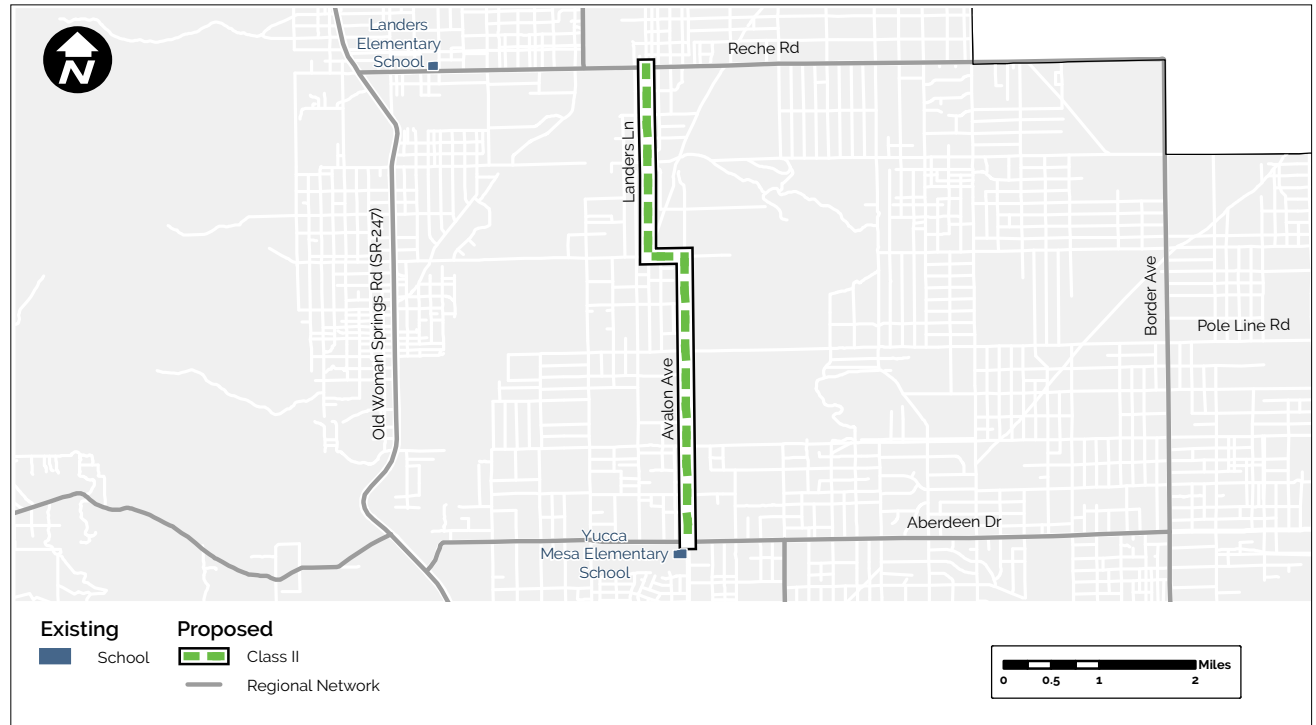 N
Landers
Elementary
School
Reche Rd
Landers Ln
Old Woman Springs Rd (SR-247)
Border Ave
Pole Line Rd
Avalon Ave
Aberdeen Dr
Yucca
Mesa Elementary
School
Existing
School
Proposed
Class II
Regional Network
Miles
0 0.5 1 2